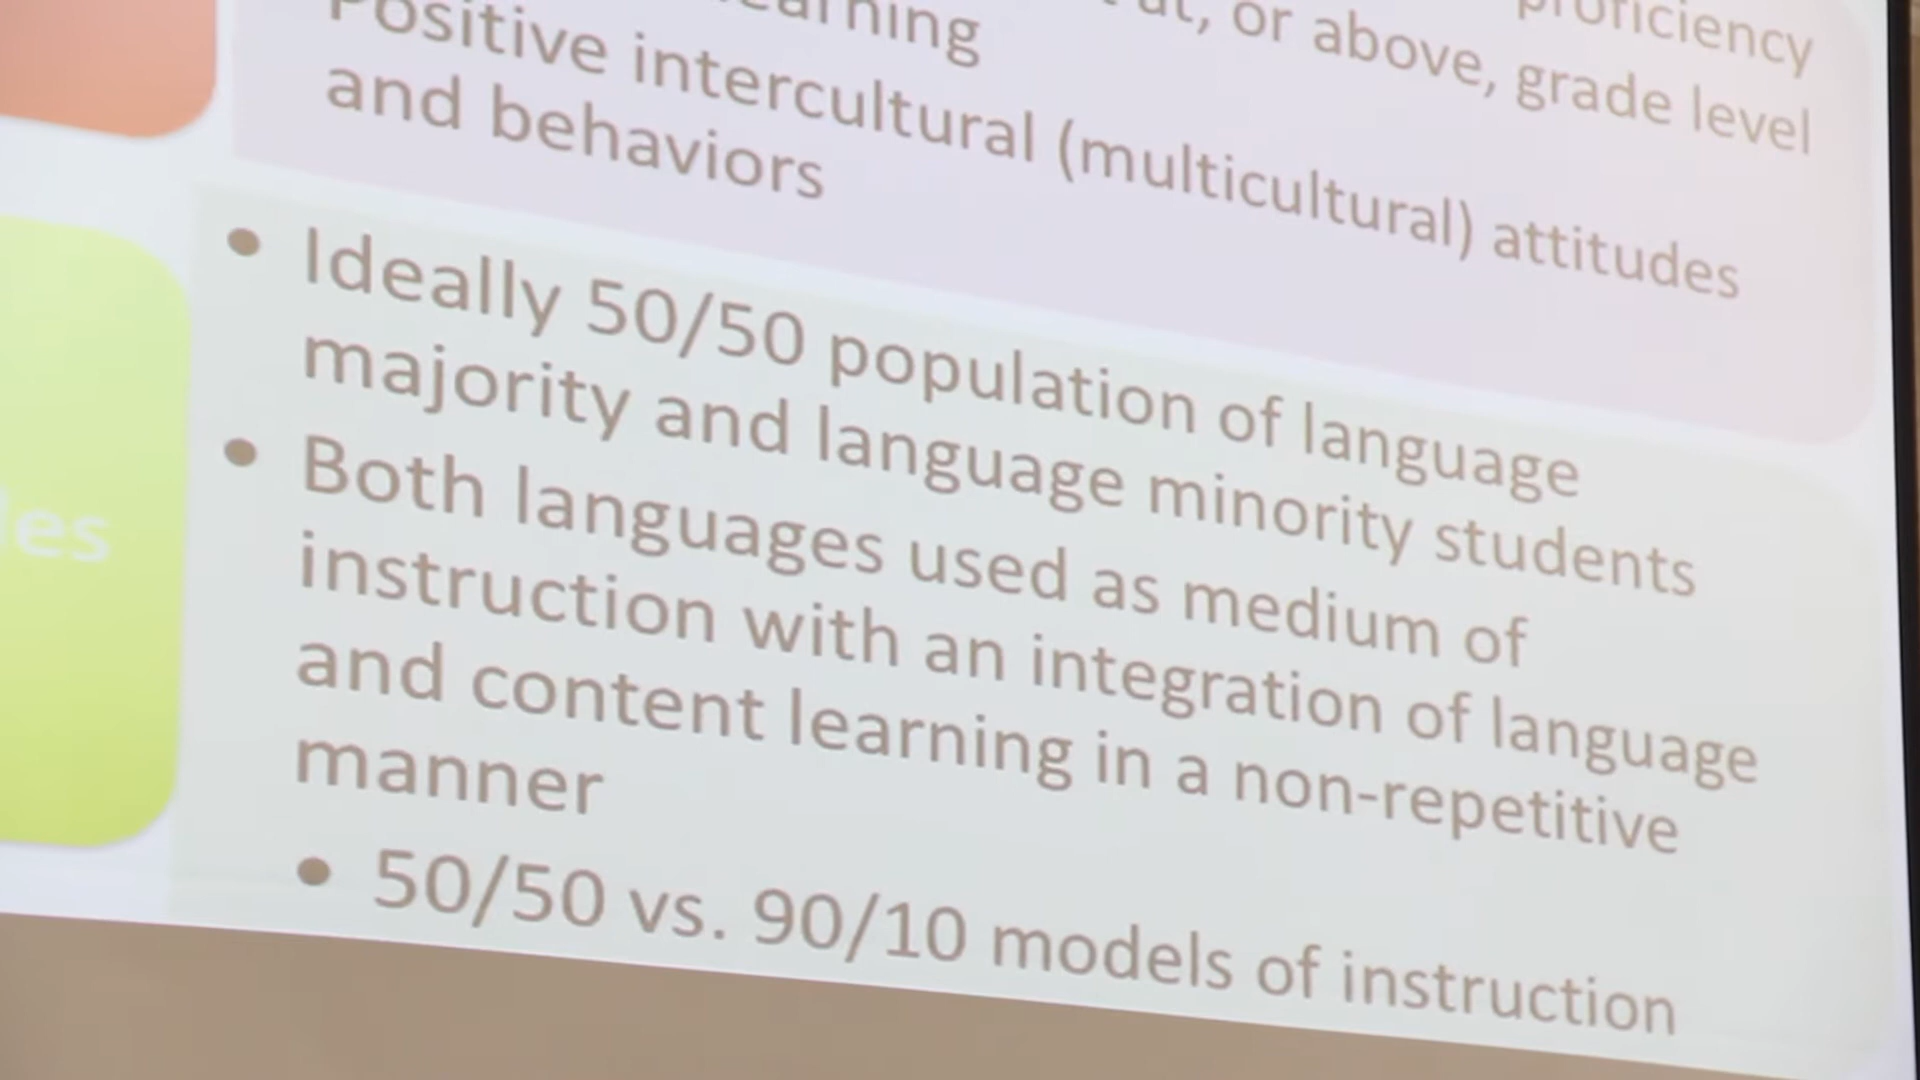 proficiency
or above, grade level
Positive intercultural (multicultural) attitudes
and behaviors
• Ideally 50/50 population of language
majority and language minority students
• Both languages used as medium of
instruction with an integration of language
and content learning in a non-repetitive
manner
• 50/50 vs. 90/10 models of instruction